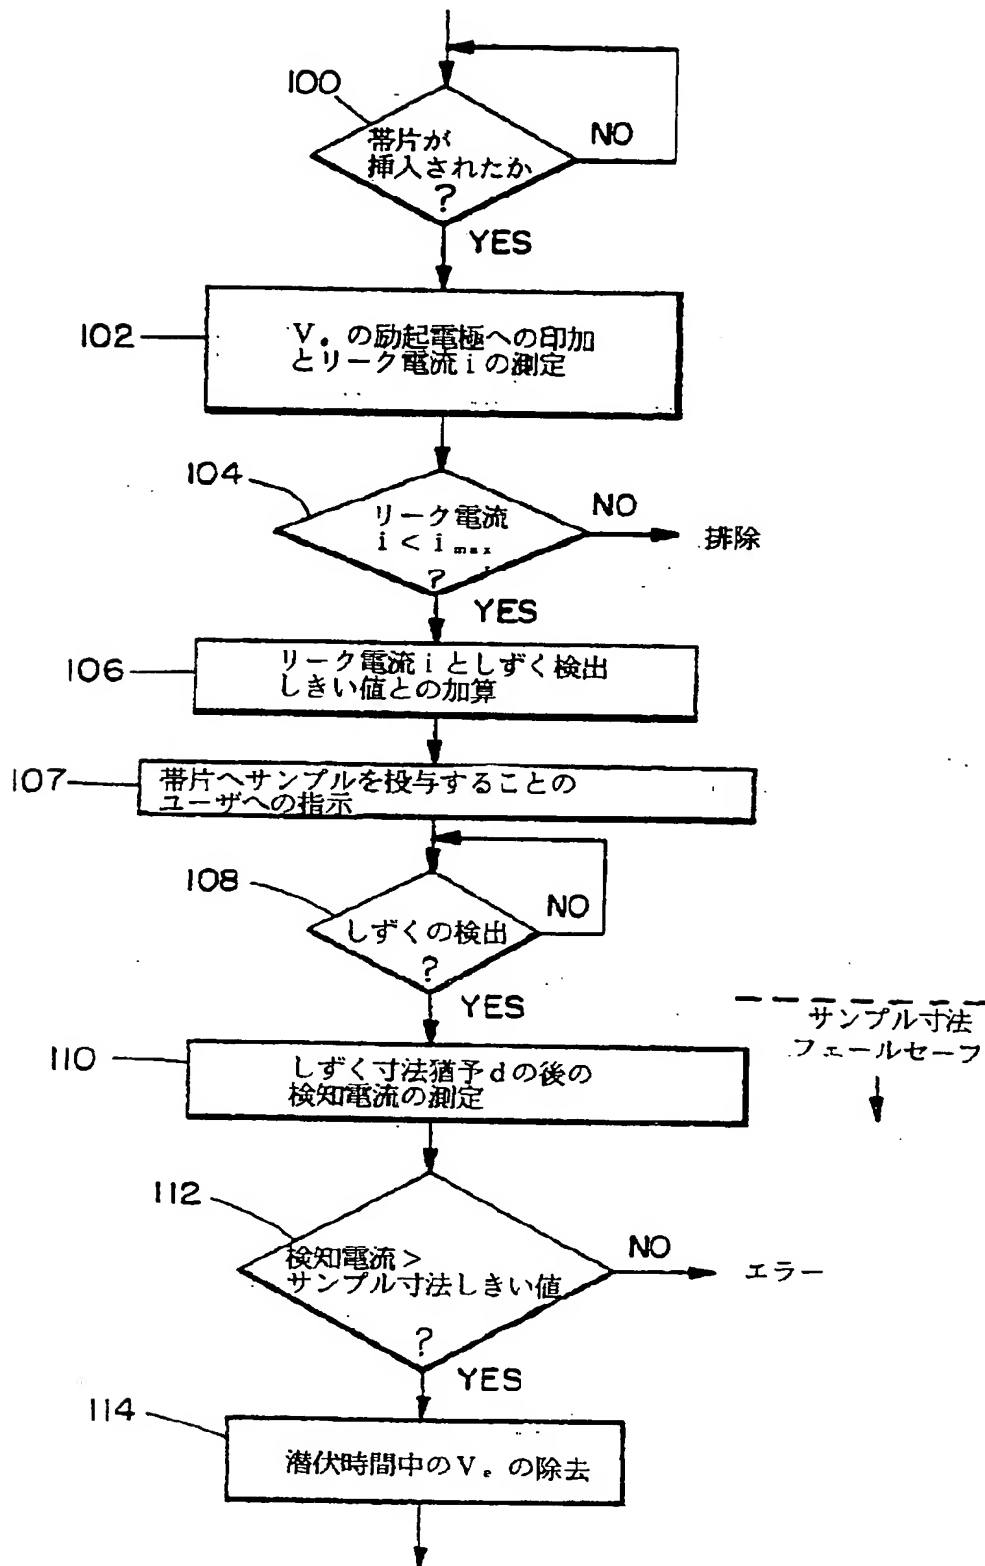 100
帯片が
挿入されたか
?
NO
YES
102
Vₑ の励起電極への印加
とリーク電流 i の測定
104
リーク電流
i < i max
?
NO
排除
YES
106
リーク電流 i としずく検出
しきい値との加算
107
帯片へサンプルを投与することの
ユーザへの指示
108
しずくの検出
?
NO
YES
サンプル寸法
フェールセーフ
110
しずく寸法猶予 d の後の
検知電流の測定
112
検知電流 >
サンプル寸法しきい値
?
NO
エラー
YES
114
潜伏時間中の Vₑ の除去